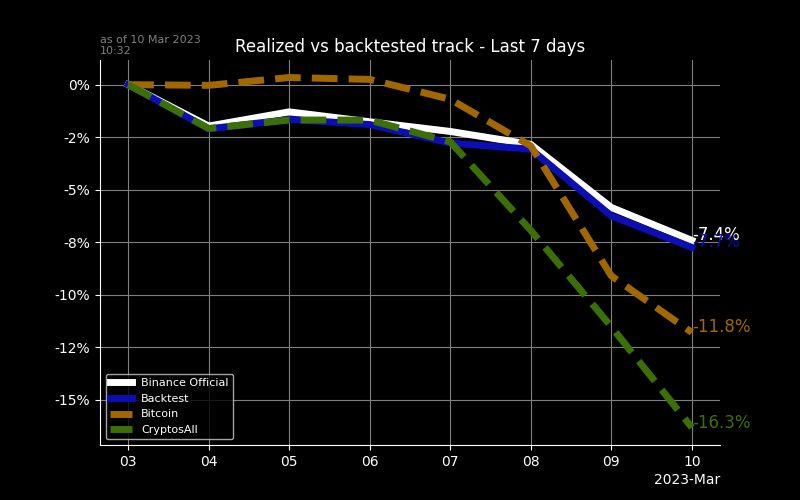 as of 10 Mar 2023
10:32
Realized vs backtested track - Last 7 days
0%
-2%
-5%
-8%
-10%
-12%
-15%
-7.4%
-7.7%
-11.8%
-16.3%
Binance Official
Backtest
Bitcoin
CryptosAll
03 04 05 06 07 08 09 10
2023-Mar